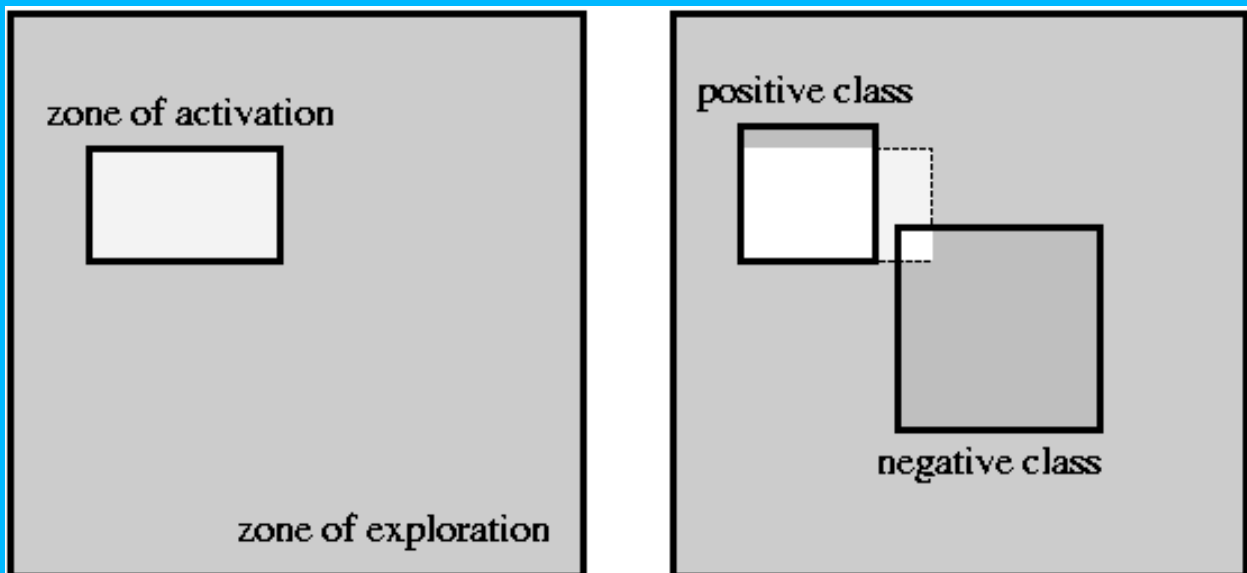 zone of activation
zone of exploration
positive class
negative class